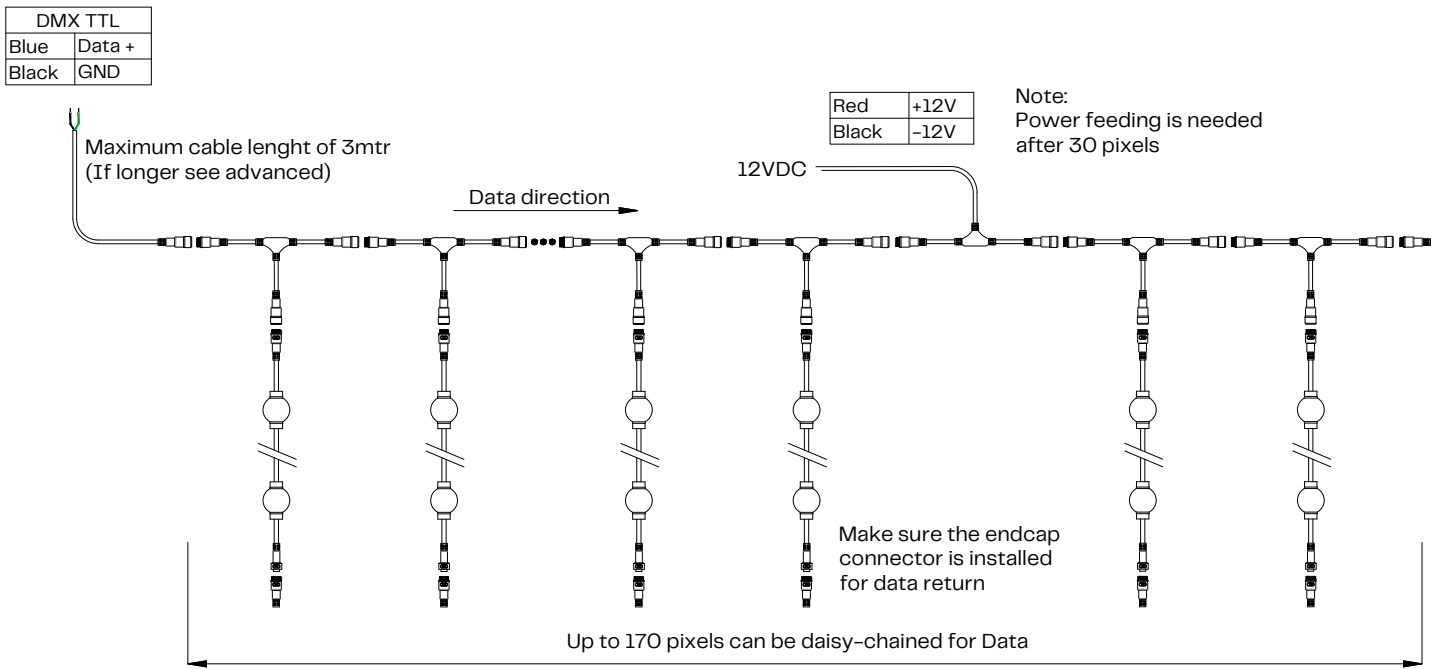 DMX TTL
Blue Data +
Black GND
Maximum cable lenght of 3mtr
(If longer see advanced)
Data direction
Red +12V
Black -12V
12VDC
Note:
Power feeding is needed
after 30 pixels
Make sure the endcap
connector is installed
for data return
Up to 170 pixels can be daisy-chained for Data